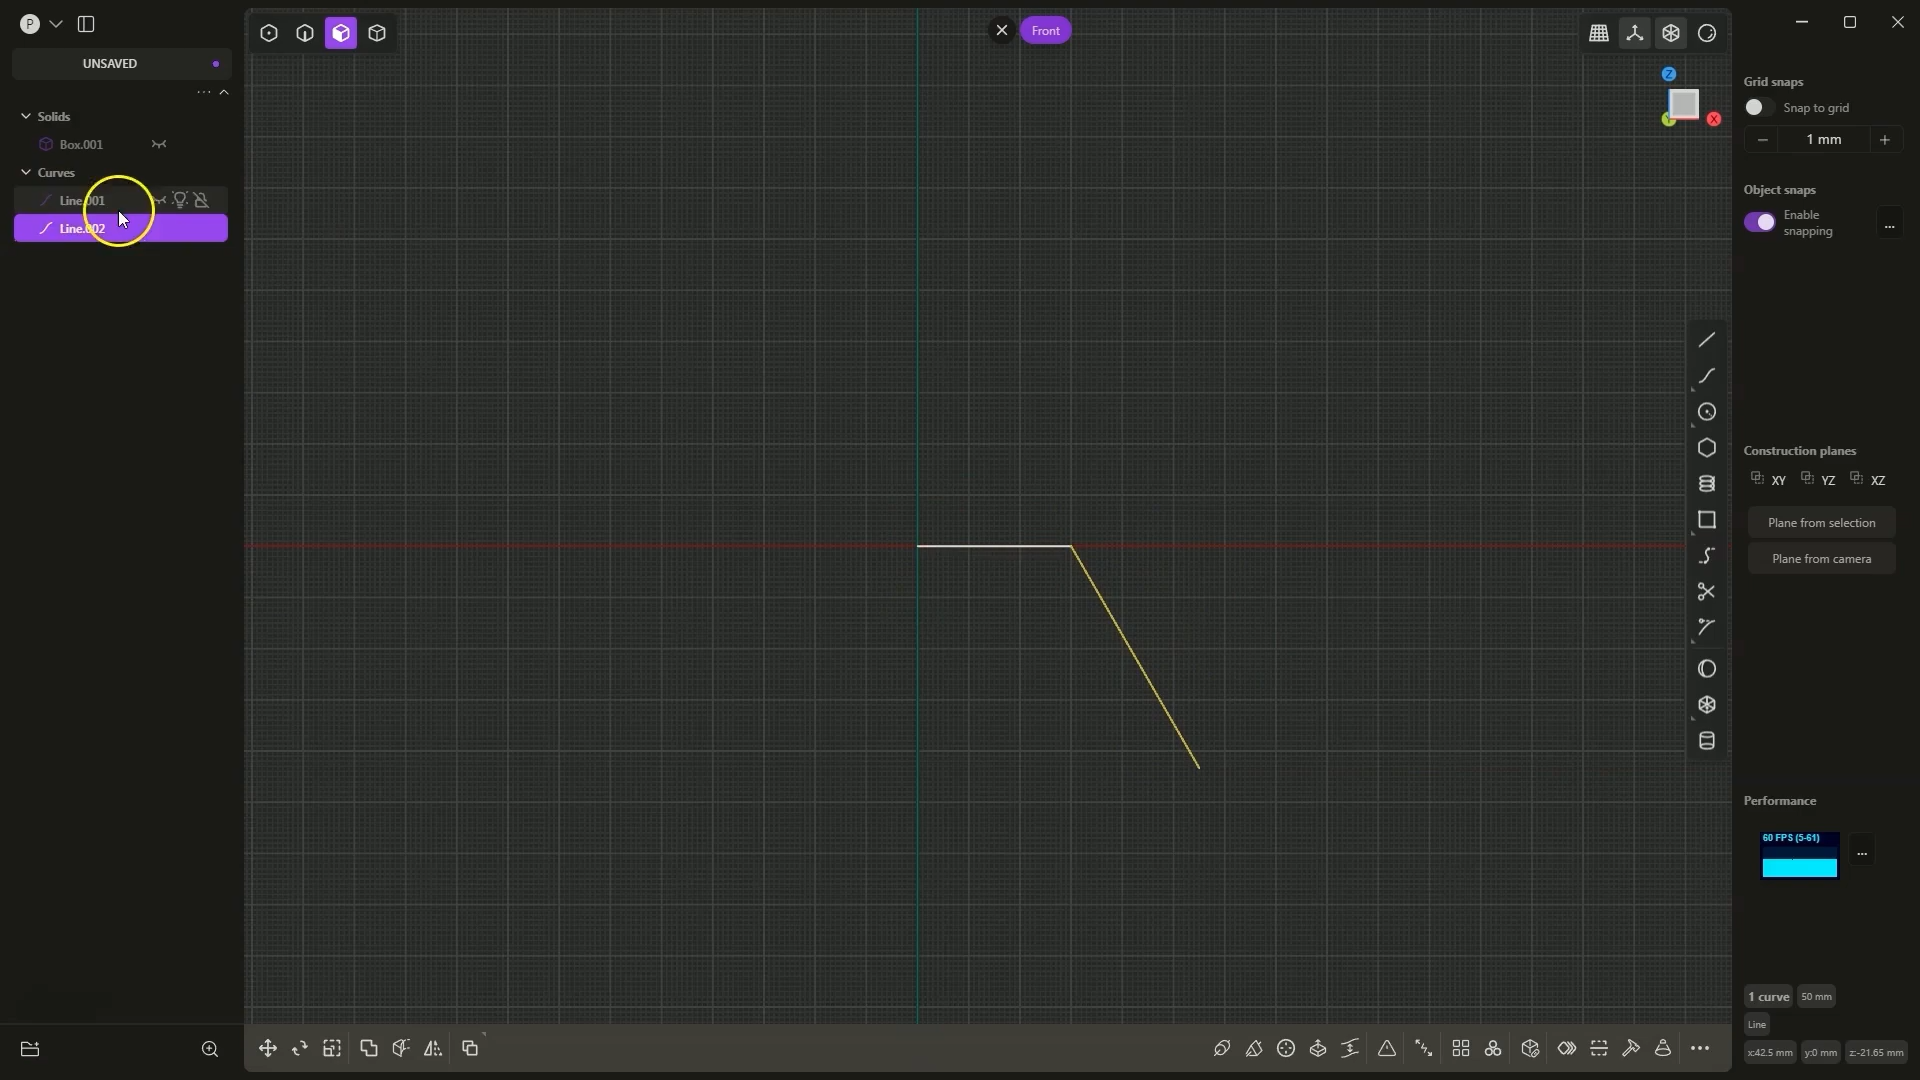 P
UNSAVED
Front
Solids
Box.001
Curves
Line.001
Line.002
Z
Y
X
Grid snaps
Snap to grid
1 mm
Object snaps
Enable
snapping
...
Construction planes
XY YZ XZ
Plane from selection
Plane from camera
Performance
60 FPS (5-61)
...
1 curve 50 mm
Line
x:42.5 mm y:0 mm z:-21.65 mm